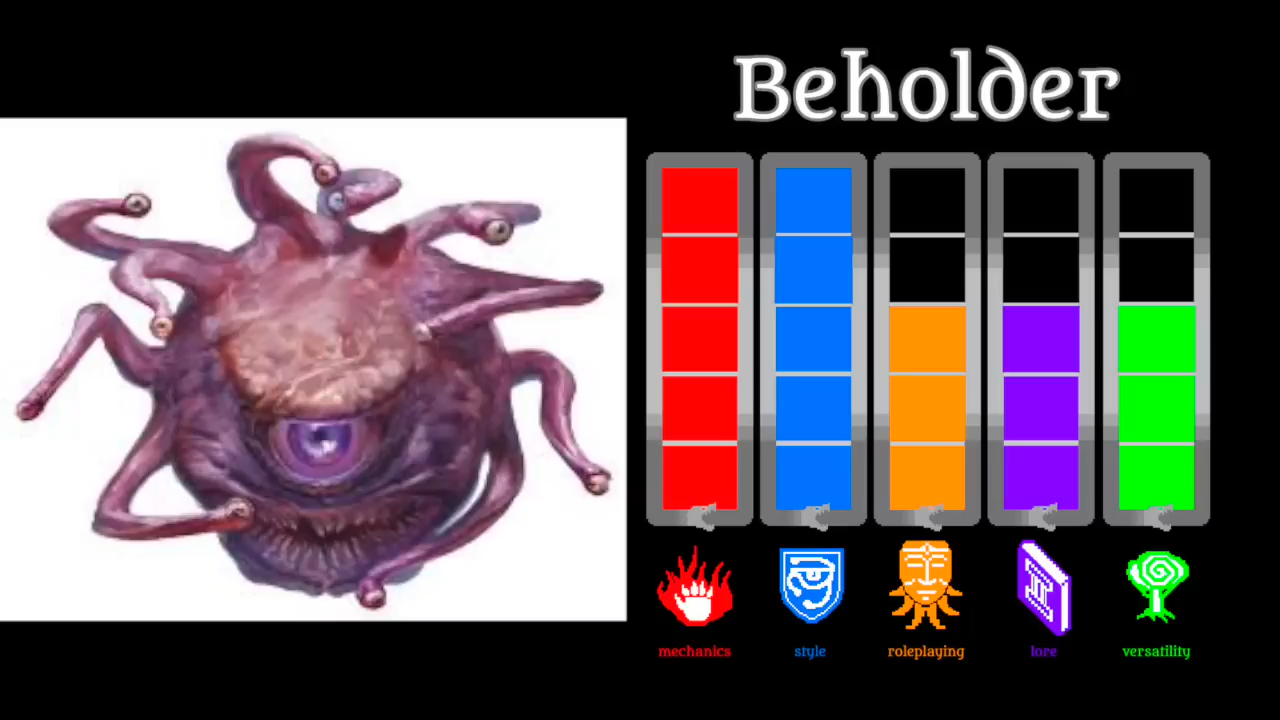 Beholder
mechanics
style
roleplaying
lore
versatility